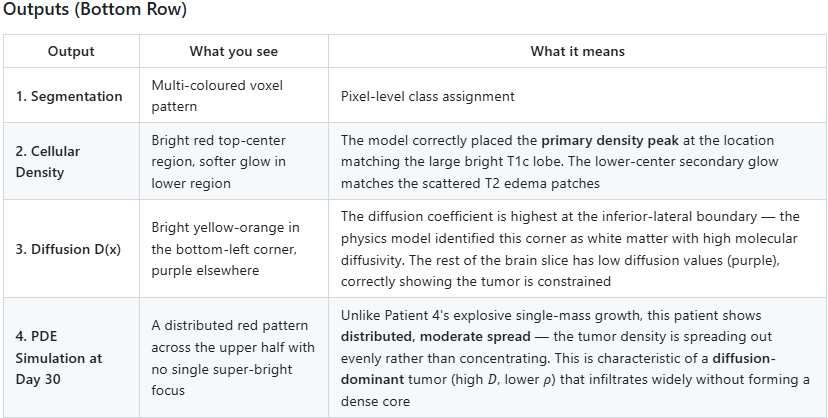 Outputs (Bottom Row)
Output
What you see
What it means
1. Segmentation
Multi-coloured voxel
pattern
Pixel-level class assignment
2. Cellular
Density
Bright red top-center
region, softer glow in
lower region
The model correctly placed the primary density peak at the location
matching the large bright T1c lobe. The lower-center secondary glow
matches the scattered T2 edema patches
3. Diffusion D(x)
Bright yellow-orange in
the bottom-left corner,
purple elsewhere
The diffusion coefficient is highest at the inferior-lateral boundary — the
physics model identified this corner as white matter with high molecular
diffusivity. The rest of the brain slice has low diffusion values (purple),
correctly showing the tumor is constrained
4. PDE
Simulation at
Day 30
A distributed red pattern
across the upper half with
no single super-bright
focus
Unlike Patient 4's explosive single-mass growth, this patient shows
distributed, moderate spread — the tumor density is spreading out
evenly rather than concentrating. This is characteristic of a diffusion-
dominant tumor (high D, lower ρ) that infiltrates widely without forming a
dense core